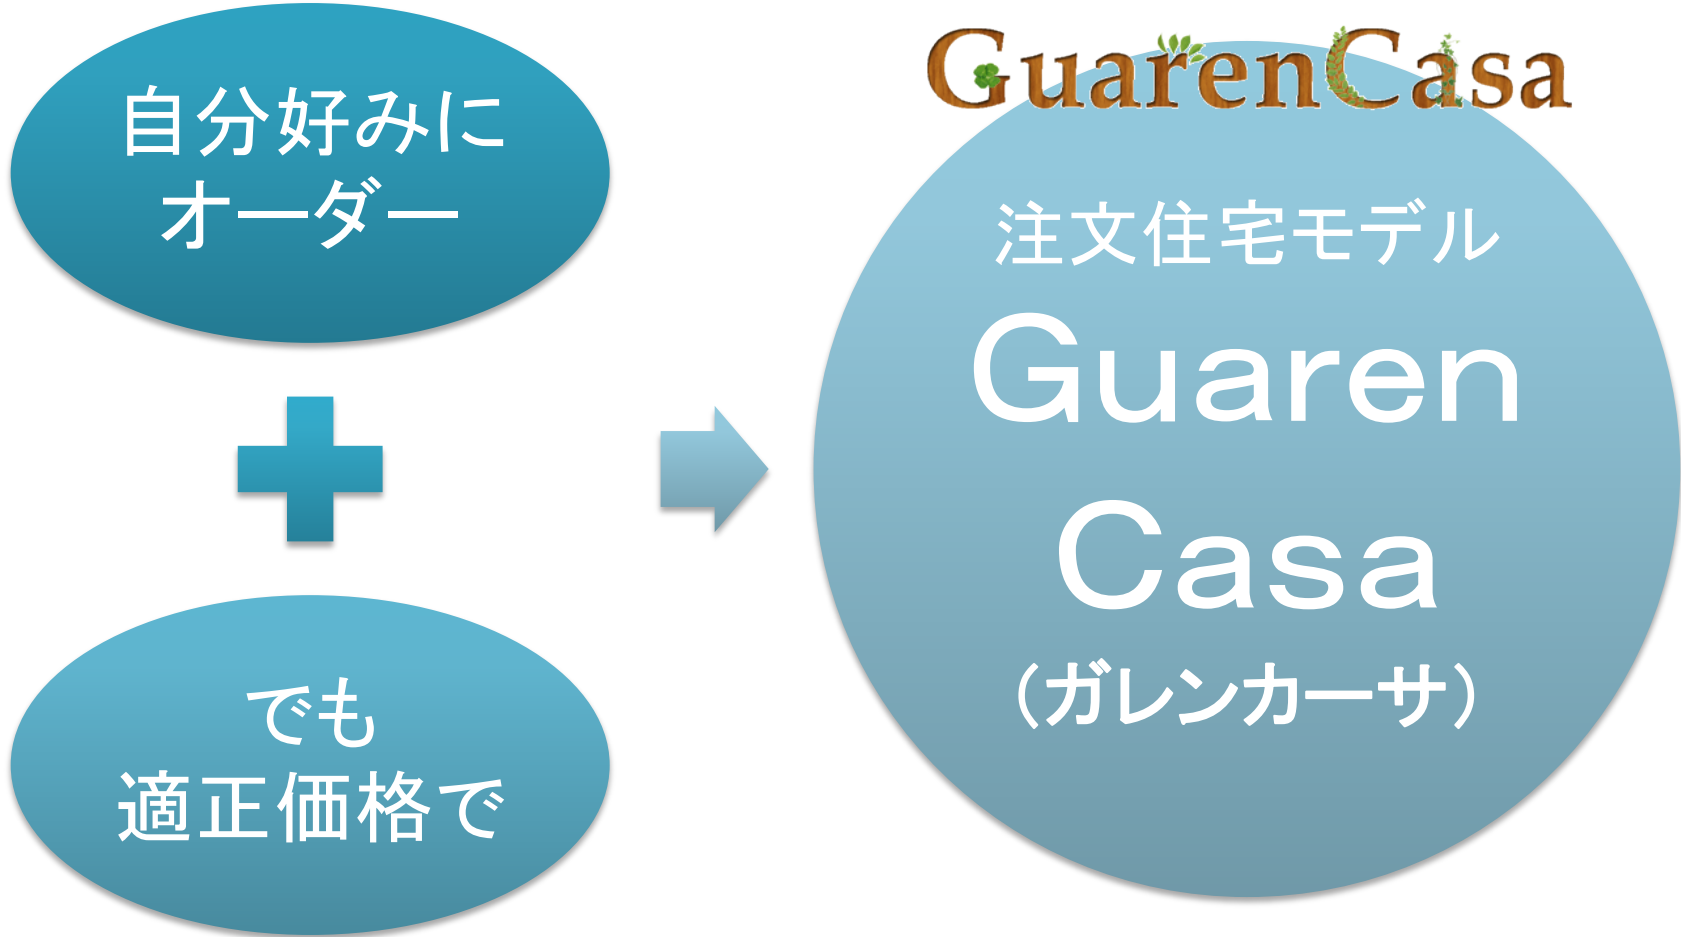 自分好みに
オーダー
でも
適正価格で
GuarenCasa
注文住宅モデル
Guaren
Casa
（ガレンカーサ）